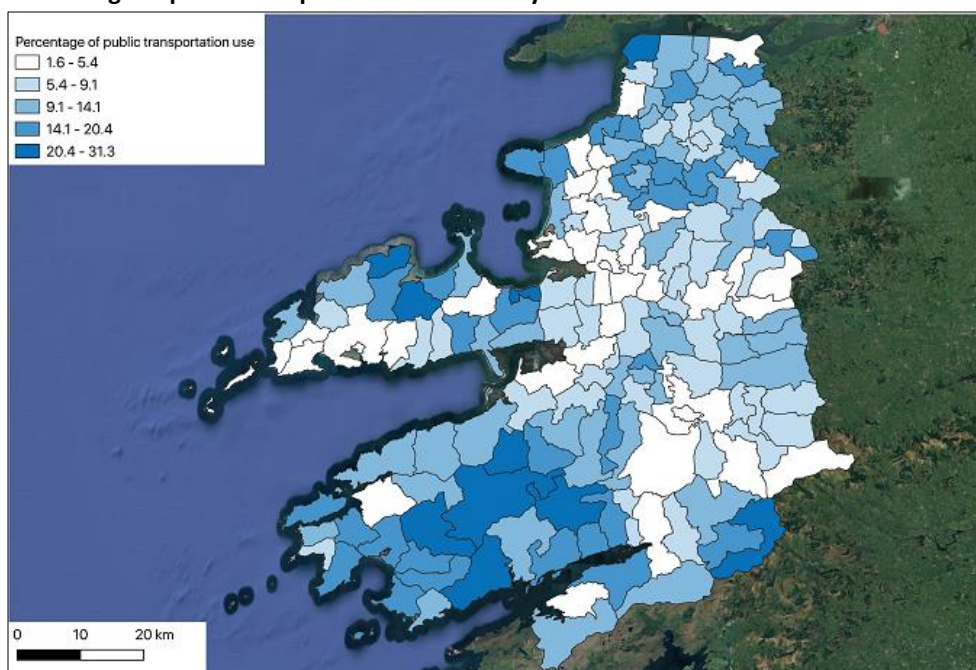 Percentage of public transportation use
1.6 - 5.4
5.4 - 9.1
9.1 - 14.1
14.1 - 20.4
20.4 - 31.3
0 10 20 km